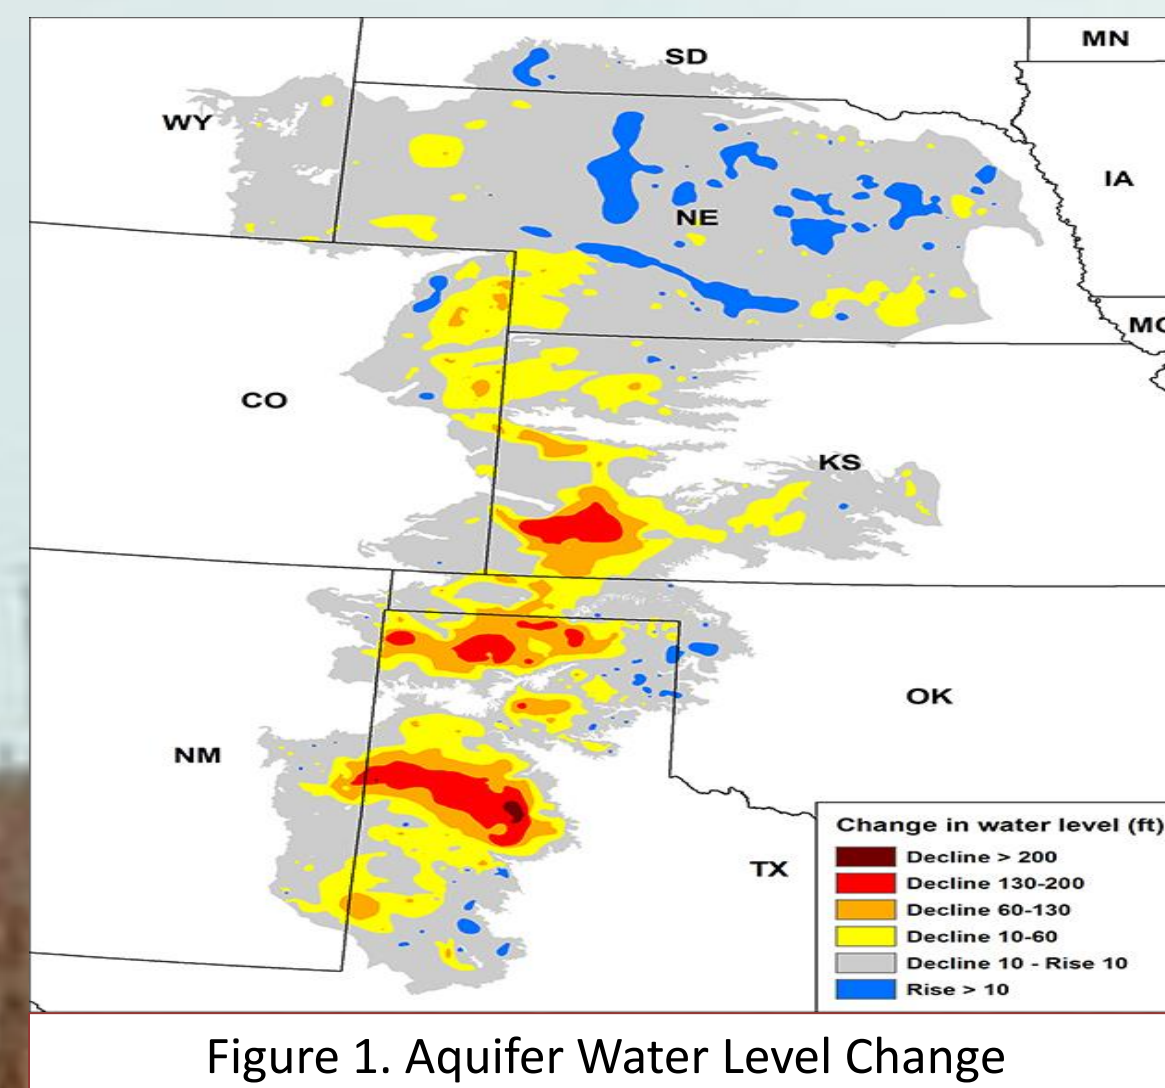 SD
MN
WY
IA
NE
MO
CO
KS
OK
NM
TX
Change in water level (ft)
Decline > 200
Decline 130-200
Decline 60-130
Decline 10-60
Decline 10 - Rise 10
Rise > 10
Figure 1. Aquifer Water Level Change